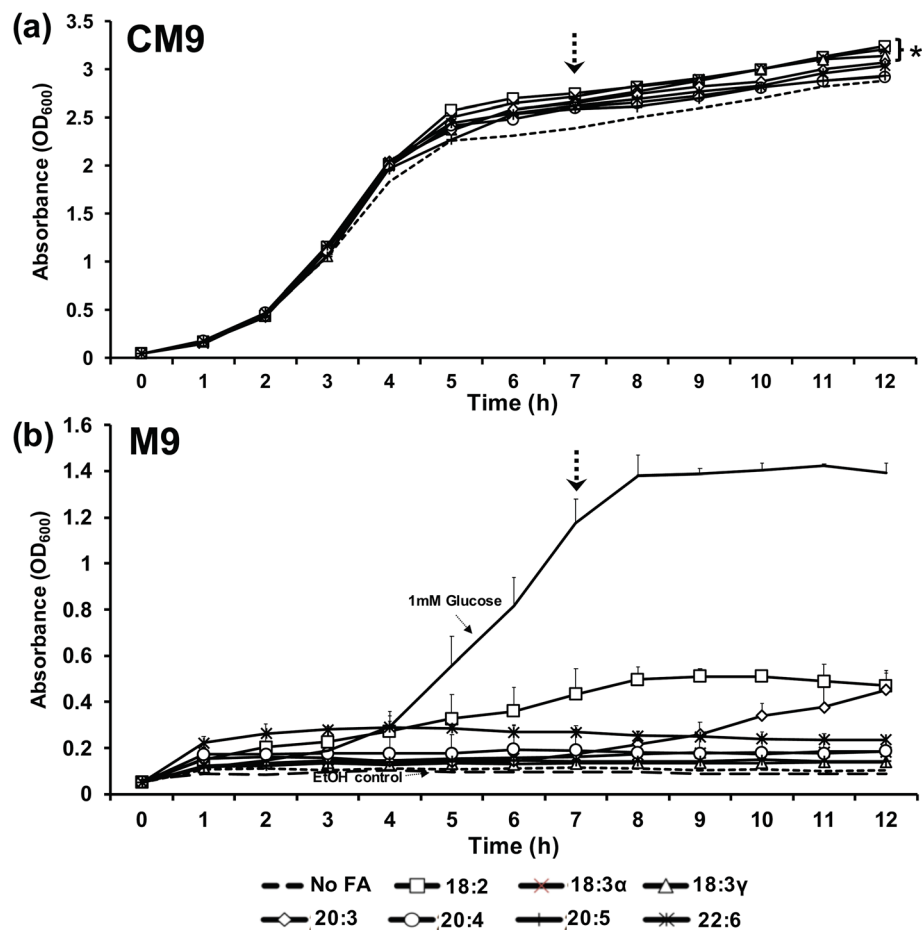 (a) CM9
*
Absorbance (OD600)
3.5
3
2.5
2
1.5
1
0.5
0
0 1 2 3 4 5 6 7 8 9 10 11 12
Time (h)
(b) M9
Absorbance (OD600)
1.6
1.4
1.2
1
0.8
0.6
0.4
0.2
0
1mM Glucose
EtOH control
0 1 2 3 4 5 6 7 8 9 10 11 12
Time (h)
No FA 18:2 18:3α 18:3γ
20:3 20:4 20:5 22:6